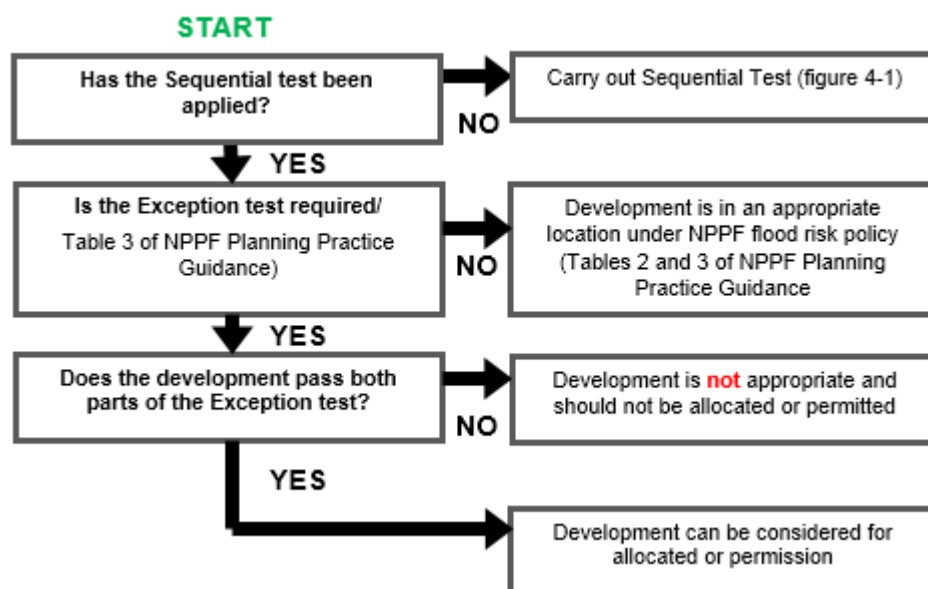 START
Has the Sequential test been
applied?
NO
Carry out Sequential Test (figure 4-1)
YES
Is the Exception test required/
Table 3 of NPPF Planning Practice
Guidance)
NO
Development is in an appropriate
location under NPPF flood risk policy
(Tables 2 and 3 of NPPF Planning
Practice Guidance
YES
Does the development pass both
parts of the Exception test?
NO
Development is not appropriate and
should not be allocated or permitted
YES
Development can be considered for
allocated or permission